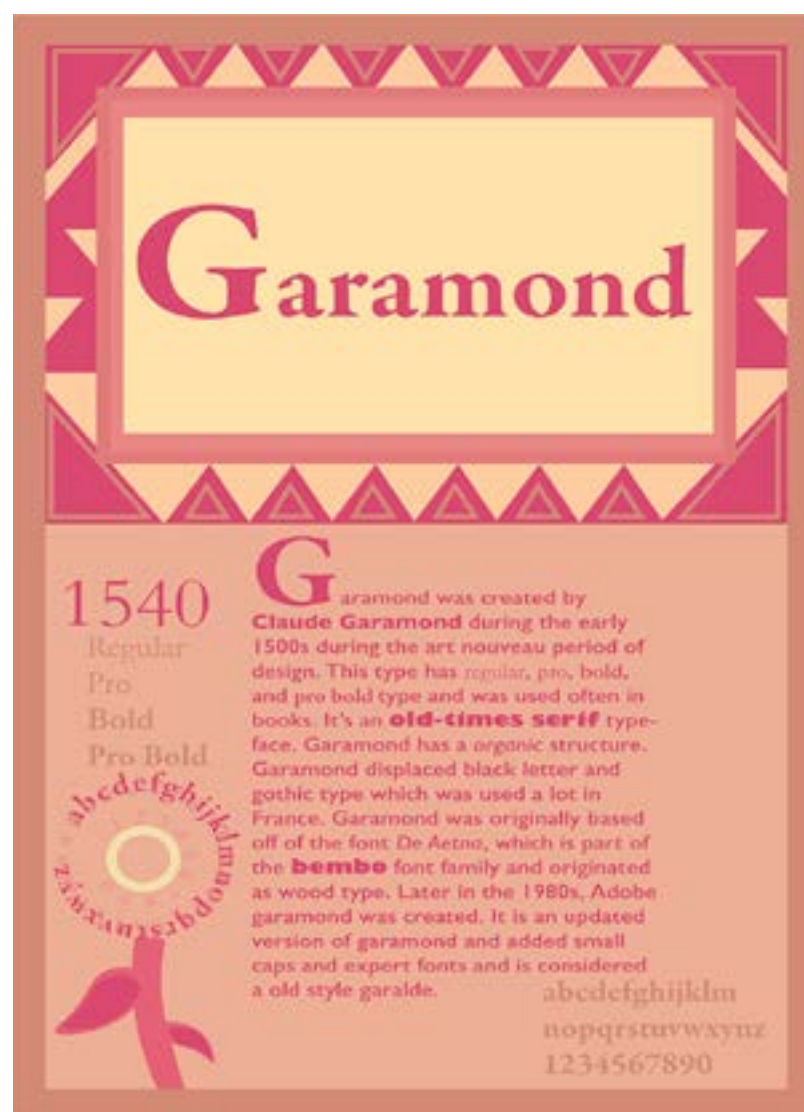 Garamond
1540
Regular
Pro
Bold
Pro Bold
abcdefghijklmnopqrstuvxwyz
Garamond was created by
Claude Garamond during the early
1500s during the art nouveau period of
design. This type has regular, pro, bold,
and pro bold type and was used often in
books. It's an old-times serif type-
face. Garamond has a organic structure.
Garamond displaced black letter and
gothic type which was used a lot in
France. Garamond was originally based
off of the font De Aetna, which is part of
the bembo font family and originated
as wood type. Later in the 1980s, Adobe
garamond was created. It is an updated
version of garamond and added small
caps and expert fonts and is considered
a old style garalde.
abcdefghijklm
nopqrstuvwxynz
1234567890